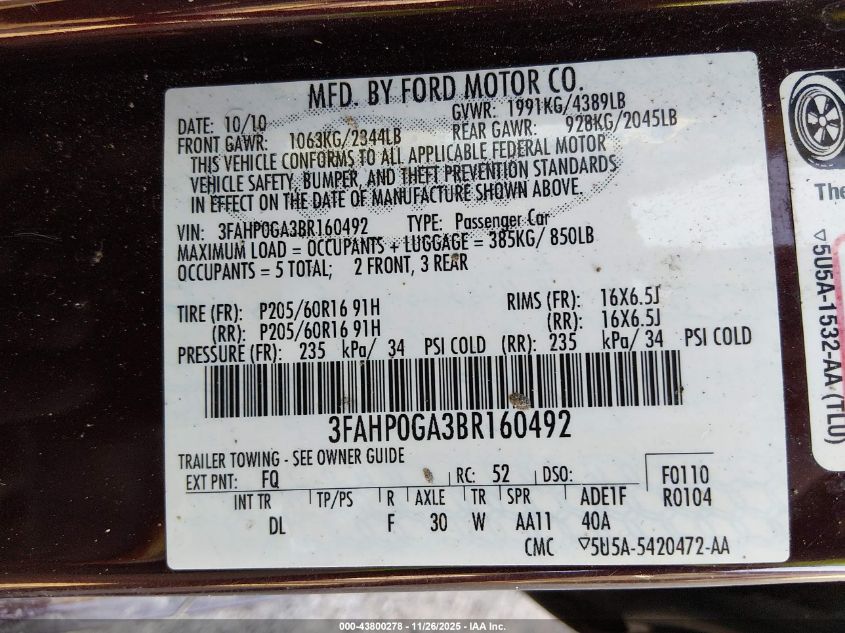 MFD. BY FORD MOTOR CO.
DATE: 10/10 GVWR: 1991KG/4389LB
FRONT GAWR: 1063KG/2344LB REAR GAWR: 928KG/2045LB
THIS VEHICLE CONFORMS TO ALL APPLICABLE FEDERAL MOTOR
VEHICLE SAFETY, BUMPER, AND THEFT PREVENTION STANDARDS
IN EFFECT ON THE DATE OF MANUFACTURE SHOWN ABOVE.
VIN: 3FAHP0GA3BR160492 TYPE: Passenger Car
MAXIMUM LOAD = OCCUPANTS + LUGGAGE = 385KG/ 850LB
OCCUPANTS = 5 TOTAL; 2 FRONT, 3 REAR
TIRE (FR): P205/60R16 91H RIMS (FR): 16X6.5J
(RR): P205/60R16 91H (RR): 16X6.5J
PRESSURE (FR): 235 kPa/ 34 PSI COLD (RR): 235 kPa/ 34 PSI COLD
3FAHP0GA3BR160492
TRAILER TOWING - SEE OWNER GUIDE
EXT PNT: FQ RC: 52 DSO: F0110
INT TR TP/PS R AXLE TR SPR ADE1F R0104
DL F 30 W AA11 40A
CMC ▽5U5A-5420472-AA
The
▽5U5A-1532-AA (TLU)
000-43800278 - 11/26/2025 - IAA Inc.